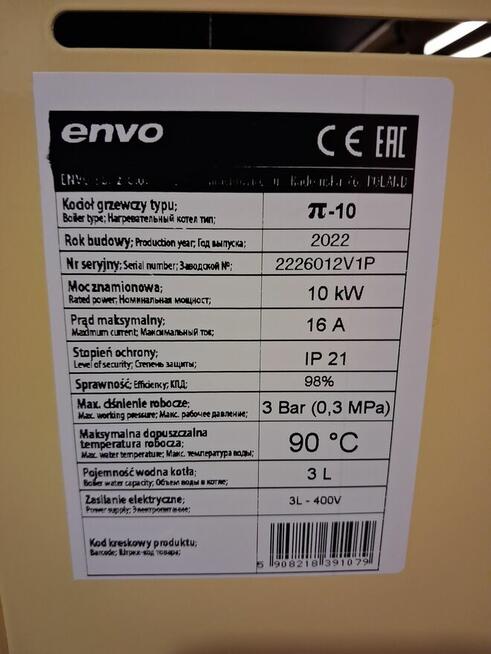 envo
CE EAC
POLAND
Kocioł grzewczy typu;
Boiler type; Нагревательный котел тип;
π-10
Rok budowy; Production year; Год выпуска;
2022
Nr seryjny; Serial number; Заводской №;
2226012V1P
Moc znamionowa;
Rated power; Номинальная мощност;
10 kW
Prąd maksymalny;
Maximum current; Максимальный ток;
16 A
Stopień ochrony;
Level of security; Степень защиты;
IP 21
Sprawność; Efficiency; КПД;
98%
Max. ciśnienie robocze;
Max. working pressure; Макс. рабочее давление;
3 Bar (0,3 MPa)
Maksymalna dopuszczalna
temperatura robocza;
Max. water temperature; Макс. температура воды;
90 °C
Pojemność wodna kotła;
Boiler water capacity; Объем воды в котле;
3 L
Zasilanie elektryczne;
Power supply; Электропитание;
3L - 400V
Kod kreskowy produktu;
Barcode; Штрих-код товара;
5 908218 391079